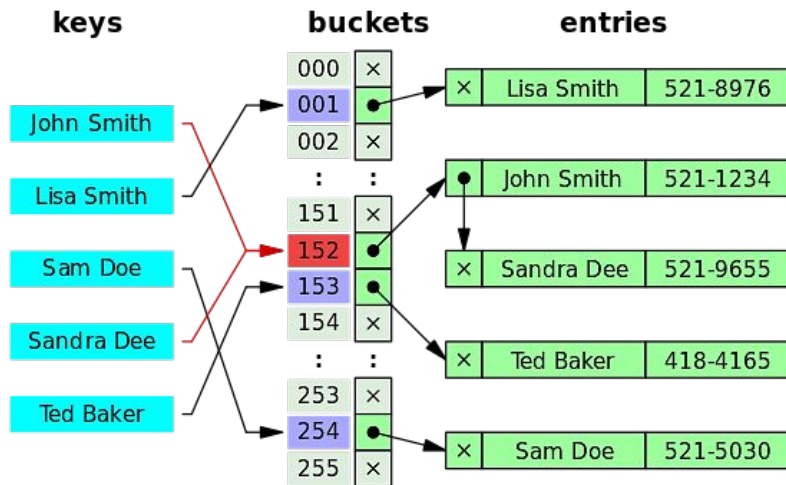 keys
buckets
entries
John Smith
Lisa Smith
Sam Doe
Sandra Dee
Ted Baker
000 ×
001
002 ×
: :
151 ×
152
153
154 ×
: :
253 ×
254
255 ×
× Lisa Smith 521-8976
John Smith 521-1234
× Sandra Dee 521-9655
× Ted Baker 418-4165
× Sam Doe 521-5030